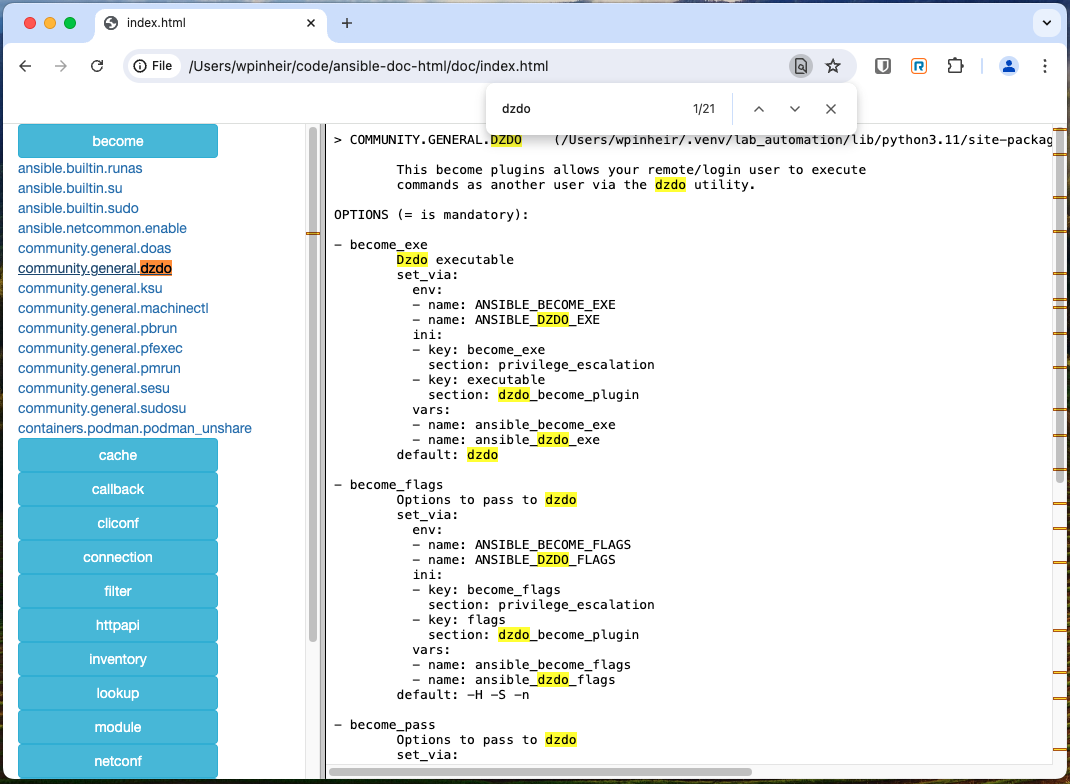 index.html
File
/Users/wpinheir/code/ansible-doc-html/doc/index.html
dzdo
1/21
become
ansible.builtin.runas
ansible.builtin.su
ansible.builtin.sudo
ansible.netcommon.enable
community.general.doas
community.general.dzdo
community.general.ksu
community.general.machinectl
community.general.pbrun
community.general.pfexec
community.general.pmrun
community.general.sesu
community.general.sudosu
containers.podman.podman_unshare
cache
callback
cliconf
connection
filter
httpapi
inventory
lookup
module
netconf
> COMMUNITY.GENERAL.DZDO    (/Users/wpinheir/.venv/lab_automation/lib/python3.11/site-packag
This become plugins allows your remote/login user to execute
commands as another user via the dzdo utility.
OPTIONS (= is mandatory):
- become_exe
Dzdo executable
set_via:
env:
- name: ANSIBLE_BECOME_EXE
- name: ANSIBLE_DZDO_EXE
ini:
- key: become_exe
section: privilege_escalation
- key: executable
section: dzdo_become_plugin
vars:
- name: ansible_become_exe
- name: ansible_dzdo_exe
default: dzdo
- become_flags
Options to pass to dzdo
set_via:
env:
- name: ANSIBLE_BECOME_FLAGS
- name: ANSIBLE_DZDO_FLAGS
ini:
- key: become_flags
section: privilege_escalation
- key: flags
section: dzdo_become_plugin
vars:
- name: ansible_become_flags
- name: ansible_dzdo_flags
default: -H -S -n
- become_pass
Options to pass to dzdo
set_via: